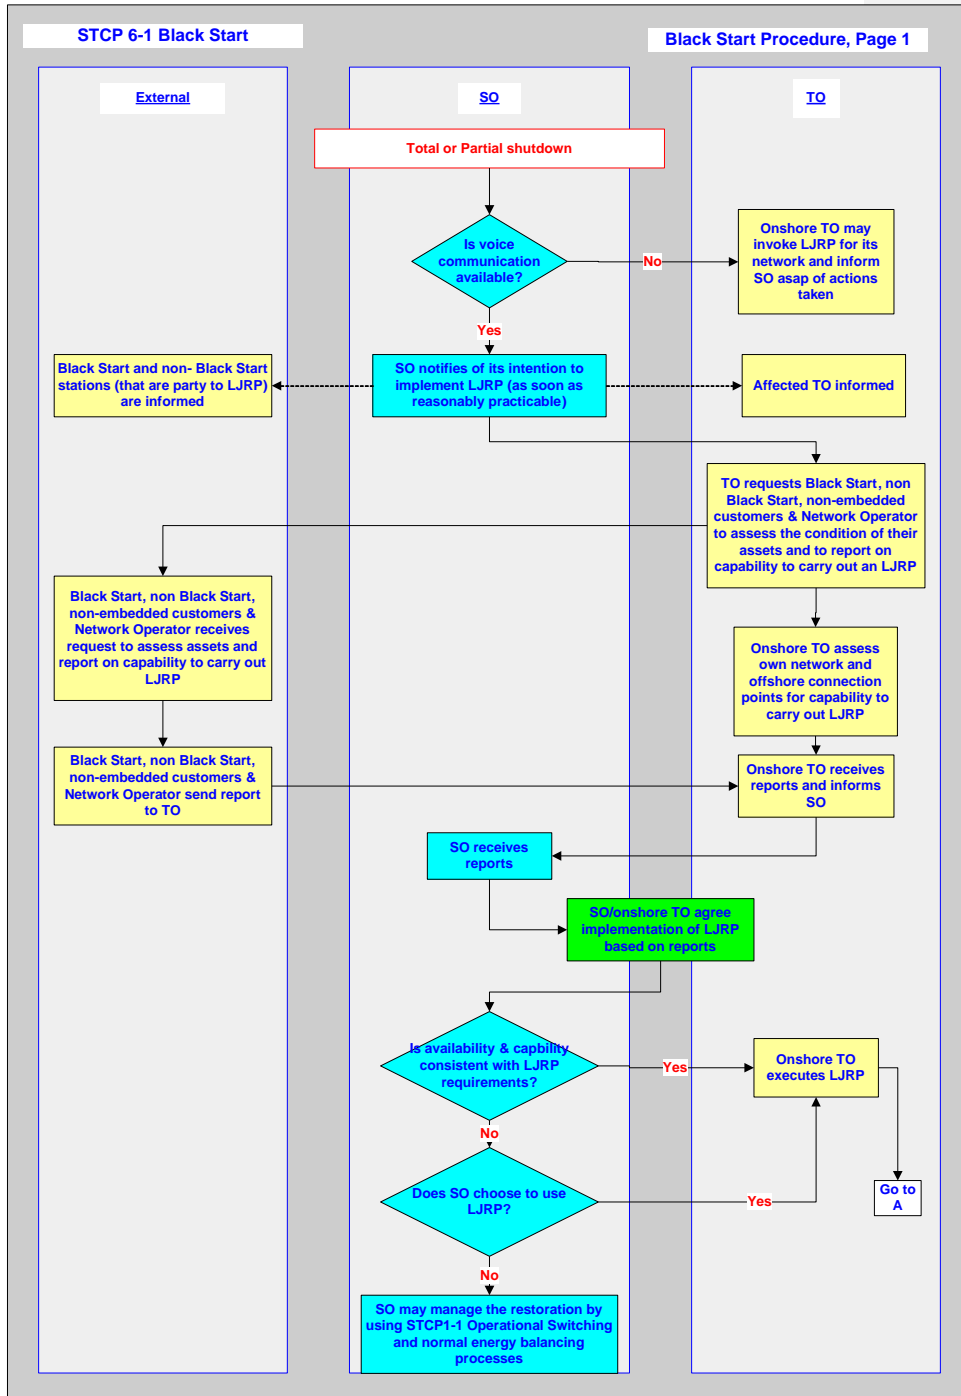 STCP 6-1 Black Start
Black Start Procedure, Page 1
External
SO
TO
Total or Partial shutdown
Is voice
communication
available?
No
Onshore TO may
invoke LJRP for its
network and inform
SO asap of actions
taken
Yes
Black Start and non- Black Start
stations (that are party to LJRP)
are informed
SO notifies of its intention to
implement LJRP (as soon as
reasonably practicable)
Affected TO informed
TO requests Black Start, non
Black Start, non-embedded
customers & Network Operator
to assess the condition of their
assets and to report on
capability to carry out an LJRP
Black Start, non Black Start,
non-embedded customers &
Network Operator receives
request to assess assets and
report on capability to carry out
LJRP
Onshore TO assess
own network and
offshore connection
points for capability to
carry out LJRP
Black Start, non Black Start,
non-embedded customers &
Network Operator send report
to TO
Onshore TO receives
reports and informs
SO
SO receives
reports
SO/onshore TO agree
implementation of LJRP
based on reports
Is availability & capbility
consistent with LJRP
requirements?
Yes
Onshore TO
executes LJRP
No
Does SO choose to use
LJRP?
Yes
Go to
A
No
SO may manage the restoration by
using STCP1-1 Operational Switching
and normal energy balancing
processes